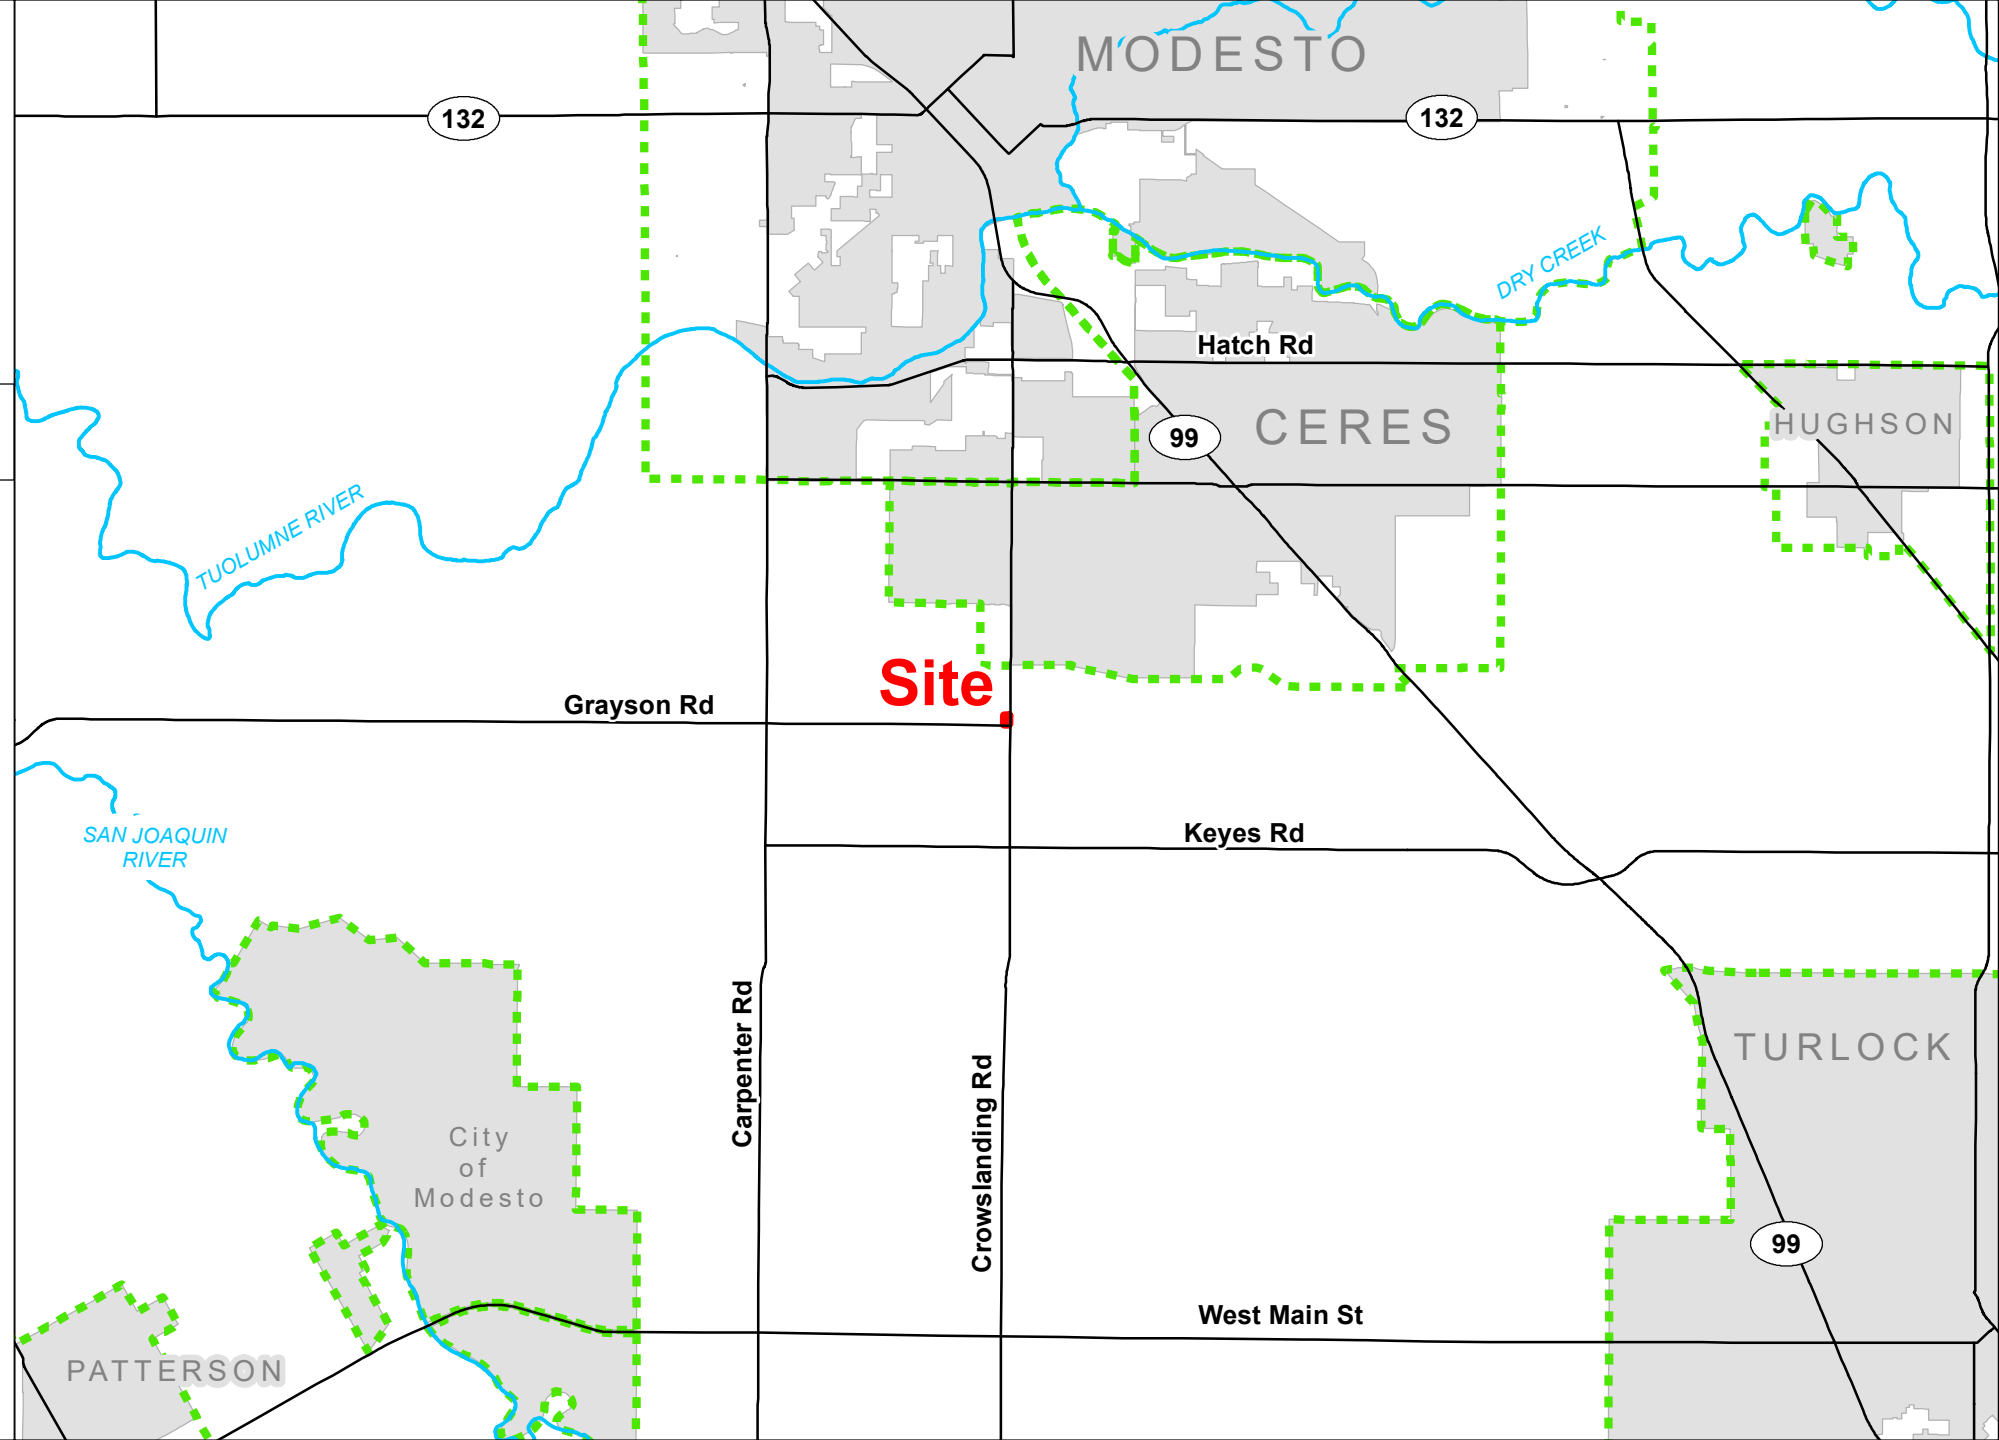 MODESTO
132
132
DRY CREEK
Hatch Rd
CERES
99
HUGHSON
TUOLUMNE RIVER
Site
Grayson Rd
SAN JOAQUIN
RIVER
Keyes Rd
Carpenter Rd
Crowslanding Rd
TURLOCK
City
of
Modesto
99
West Main St
PATTERSON